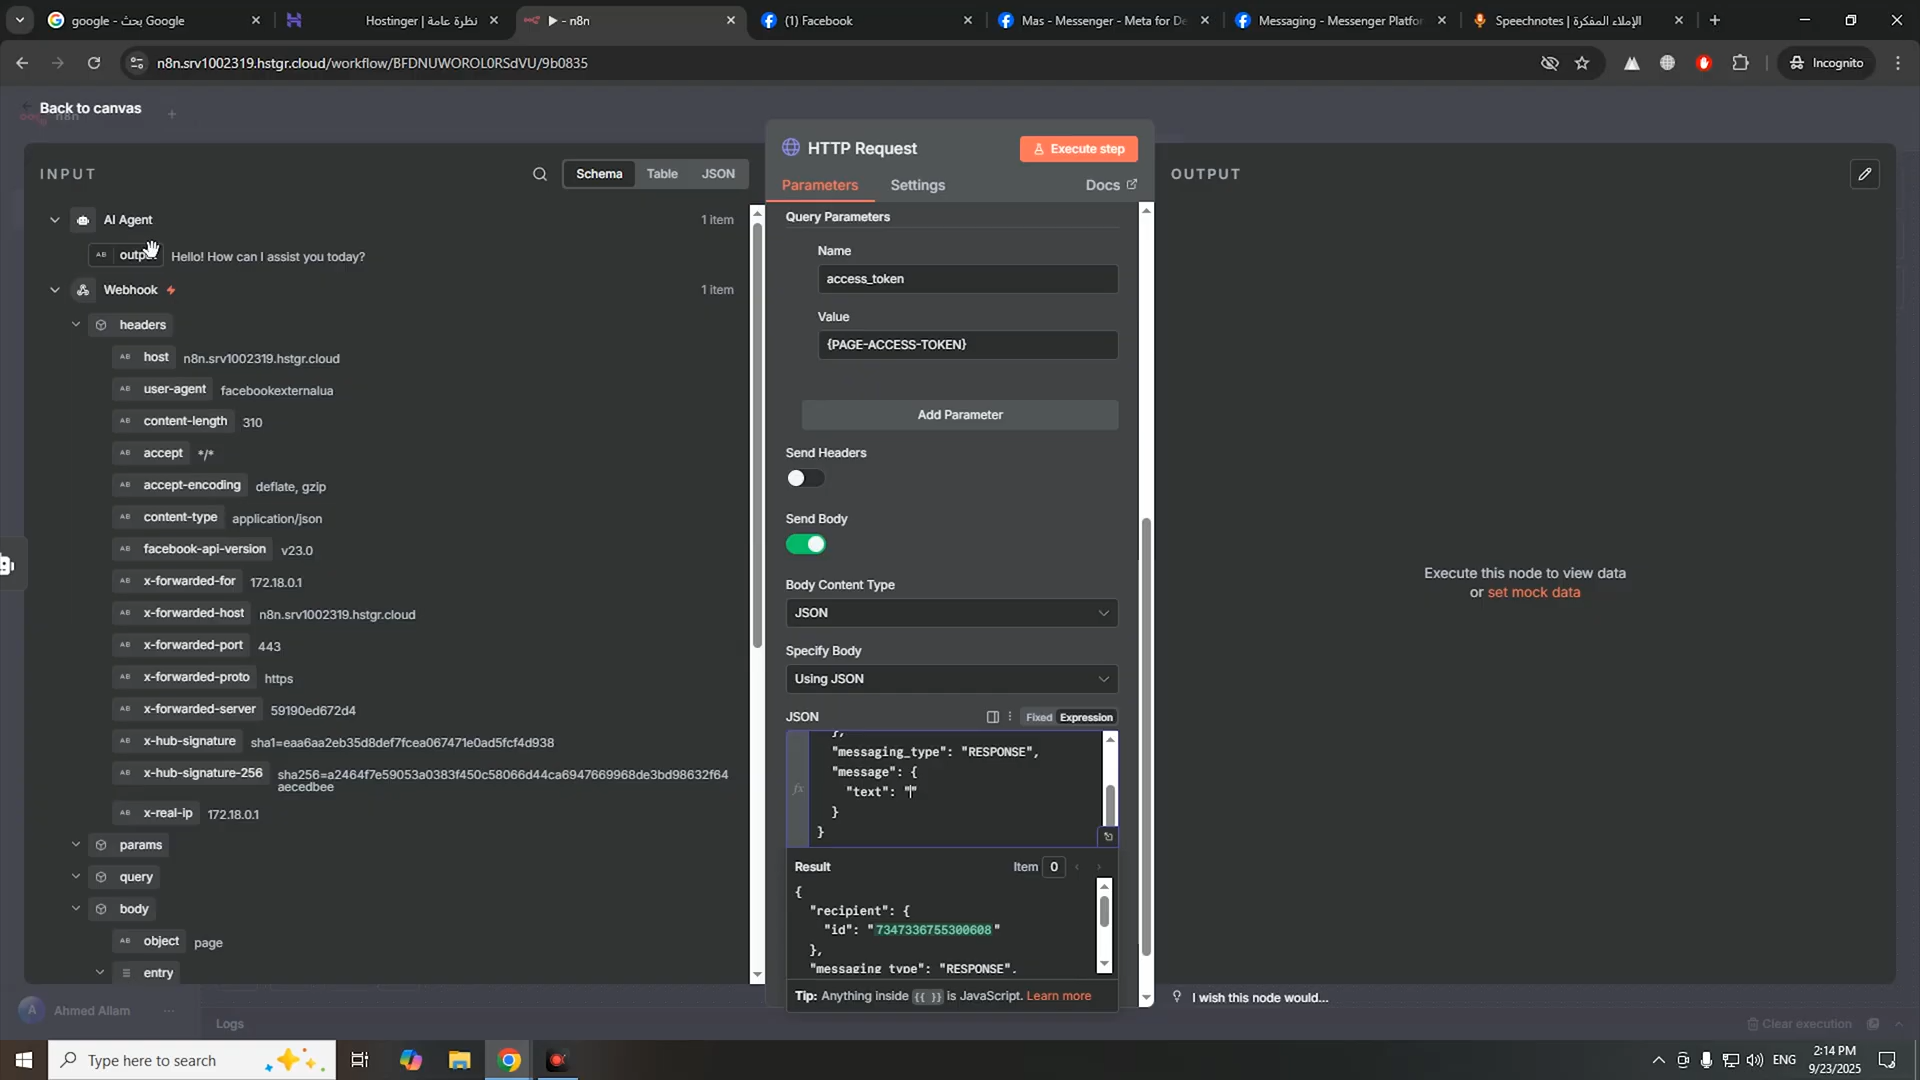 google - بحث Google
Hostinger | نظرة عامة
▶ - n8n
(1) Facebook
Mas - Messenger - Meta for De
Messaging - Messenger Platfor
Speechnotes | الإملاء المفكرة
n8n.srv1002319.hstgr.cloud/workflow/BFDNUWOROL0RSdVU/9b0835
Incognito
Back to canvas
n8n
INPUT
Schema
Table
JSON
AI Agent
1 item
Hello! How can I assist you today?
Webhook
1 item
headers
host n8n.srv1002319.hstgr.cloud
user-agent facebookexternalua
content-length 310
accept */*
accept-encoding deflate, gzip
content-type application/json
facebook-api-version v23.0
x-forwarded-for 172.18.0.1
x-forwarded-host n8n.srv1002319.hstgr.cloud
x-forwarded-port 443
x-forwarded-proto https
x-forwarded-server 59190ed672d4
x-hub-signature sha1=eaa6aa2eb35d8def7fcea067471e0ad5fcf4d938
x-hub-signature-256 sha256=a2464f7e59053a0383f450c58066d44ca6947669968de3bd98632f64
aecedbee
x-real-ip 172.18.0.1
params
query
body
object page
entry
HTTP Request
Execute step
Parameters
Settings
Docs
Query Parameters
Name
access_token
Value
{PAGE-ACCESS-TOKEN}
Add Parameter
Send Headers
Send Body
Body Content Type
JSON
Specify Body
Using JSON
JSON
Fixed
Expression
fx
},
"messaging_type": "RESPONSE",
"message": {
"text": ""
}
}
Result
Item 0
{
"recipient": {
"id": "7347336755300608"
},
"messaging_type": "RESPONSE",
Tip: Anything inside {{ }} is JavaScript. Learn more
OUTPUT
Execute this node to view data
or set mock data
I wish this node would...
A Ahmed Allam
Logs
Clear execution
Type here to search
ENG
2:14 PM
9/23/2025